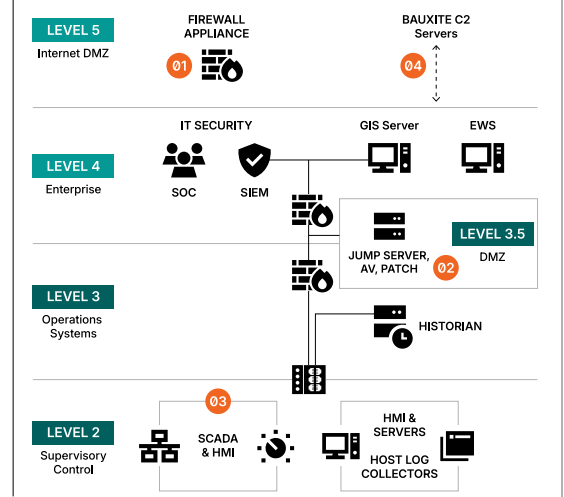 LEVEL 5
Internet DMZ
FIREWALL
APPLIANCE
01
BAUXITE C2
Servers
04
LEVEL 4
Enterprise
IT SECURITY
SOC
SIEM
GIS Server
EWS
JUMP SERVER,
AV, PATCH
02
LEVEL 3.5
DMZ
LEVEL 3
Operations
Systems
HISTORIAN
LEVEL 2
Supervisory
Control
03
SCADA
& HMI
HMI &
SERVERS
HOST LOG
COLLECTORS